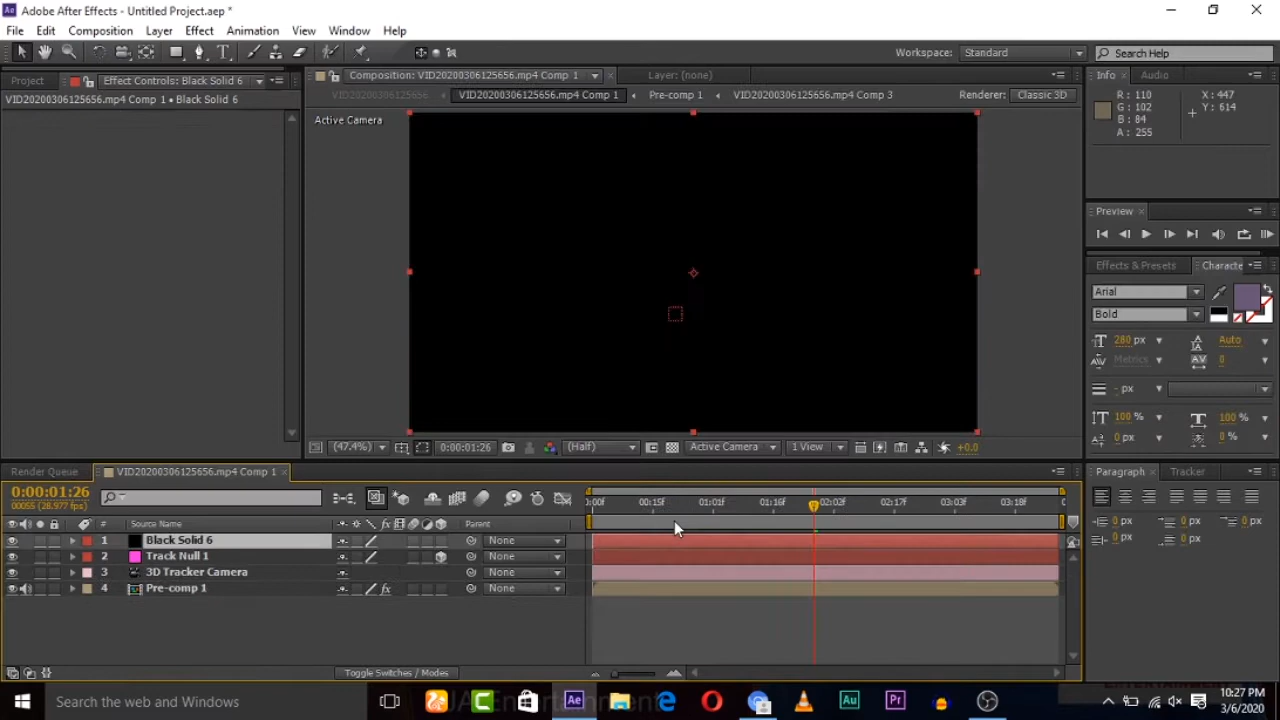 Adobe After Effects - Untitled Project.aep *
File Edit Composition Layer Effect Animation View Window Help
Workspace: Standard Search Help
Project Effect Controls: Black Solid 6 Composition: VID20200306125656.mp4 Comp 1 Layer: (none) Info Audio
VID20200306125656.mp4 Comp 1 • Black Solid 6
VID20200306125656 VID20200306125656.mp4 Comp 1 Pre-comp 1 VID20200306125656.mp4 Comp 3 Renderer: Classic 3D
Active Camera
R: 110 X: 447
G: 102 Y: 614
B: 84
A: 255
Preview
Effects & Presets Characte
Arial
Bold
280 px Auto
Metrics 0
- px
100 % 100 %
0 px 0 %
(47.4%) 0:00:01:26 (Half) Active Camera 1 View +0.0
Render Queue VID20200306125656.mp4 Comp 1 Paragraph Tracker
0:00:01:26
00055 (28.977 fps)
:00f 00:15f 01:01f 01:16f 02:02f 02:17f 03:03f 03:18f
# Source Name Parent
1 Black Solid 6 None
2 Track Null 1 None
3 3D Tracker Camera None
4 Pre-comp 1 None
0 px 0 px 0 px
0 px 0 px
Toggle Switches / Modes
Search the web and Windows
JA Entertainment
10:27 PM
3/6/2020